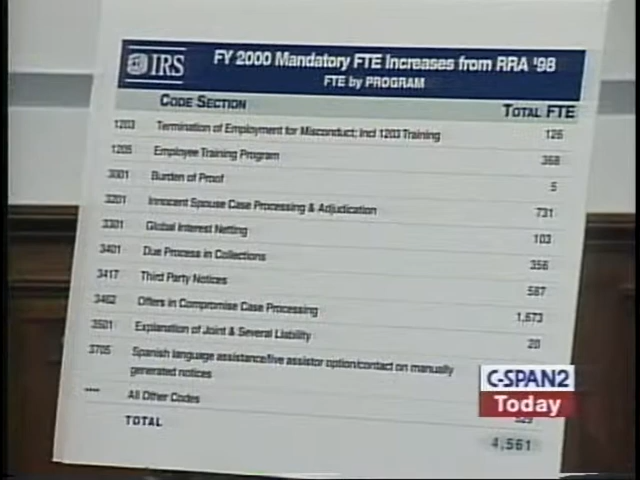 IRS
FY 2000 Mandatory FTE Increases from RRA '98
FTE by PROGRAM
CODE SECTION TOTAL FTE
1203 Termination of Employment for Misconduct; Incl 1203 Training 126
1205 Employee Training Program 368
3001 Burden of Proof 5
3201 Innocent Spouse Case Processing & Adjudication 731
3301 Global Interest Netting 103
3401 Due Process in Collections 356
3417 Third Party Notices 587
3462 Offers in Compromise Case Processing 1,673
3501 Explanation of Joint & Several Liability 20
3705 Spanish language assistance/live assistor option/contact on manually
generated notices
**** All Other Codes
TOTAL 4,561
C-SPAN2
Today